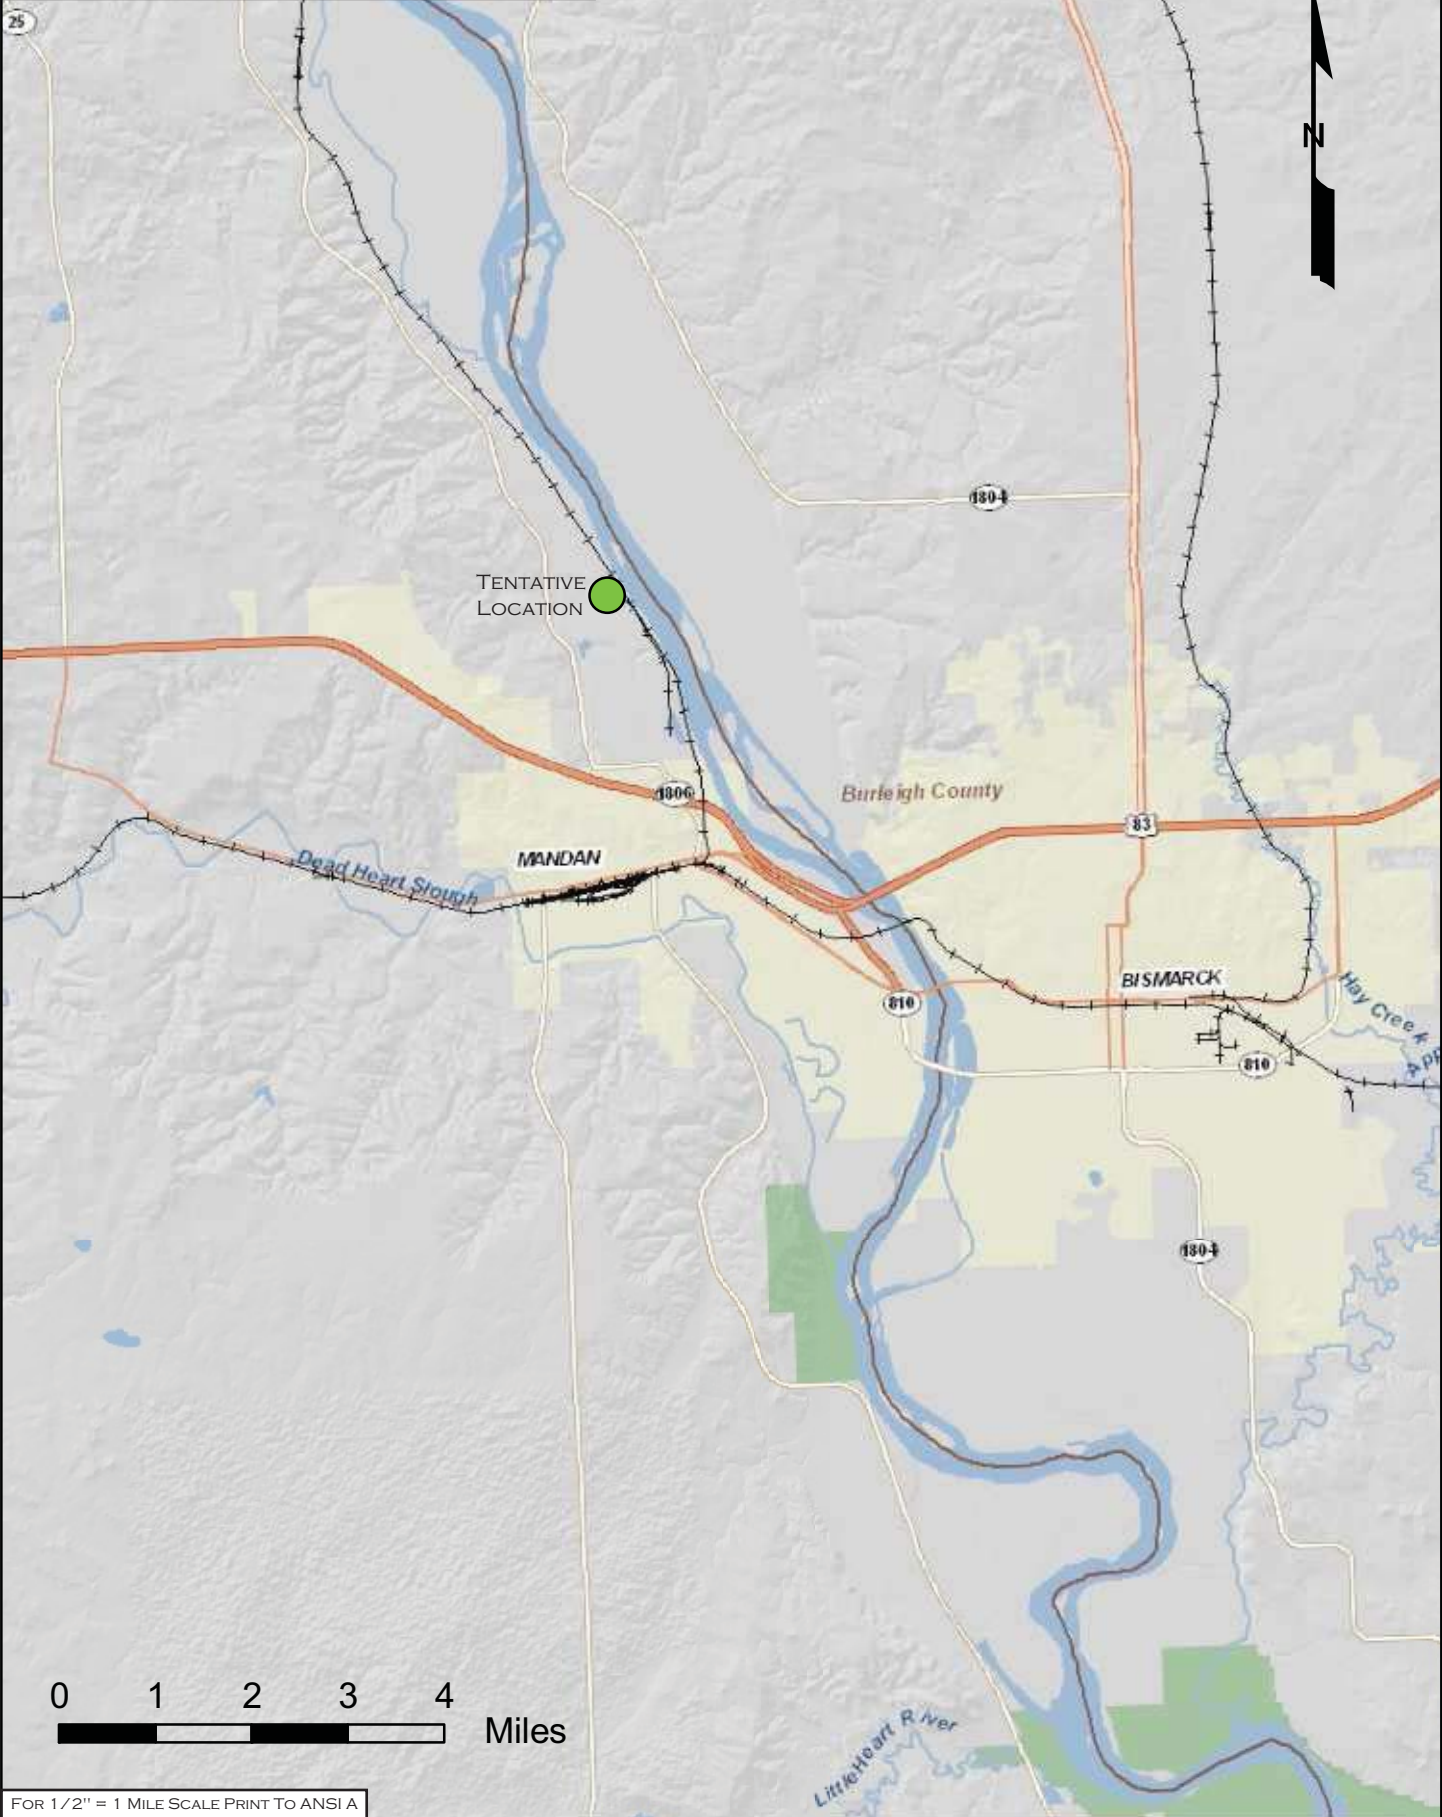 25
N
1804
TENTATIVE
LOCATION
Burleigh County
1806
83
MANDAN
Dead Heart Slough
BISMARCK
810
Hay Creek
810
App
1804
0 1 2 3 4
Miles
Little Heart River
FOR 1/2" = 1 MILE SCALE PRINT TO ANSI A